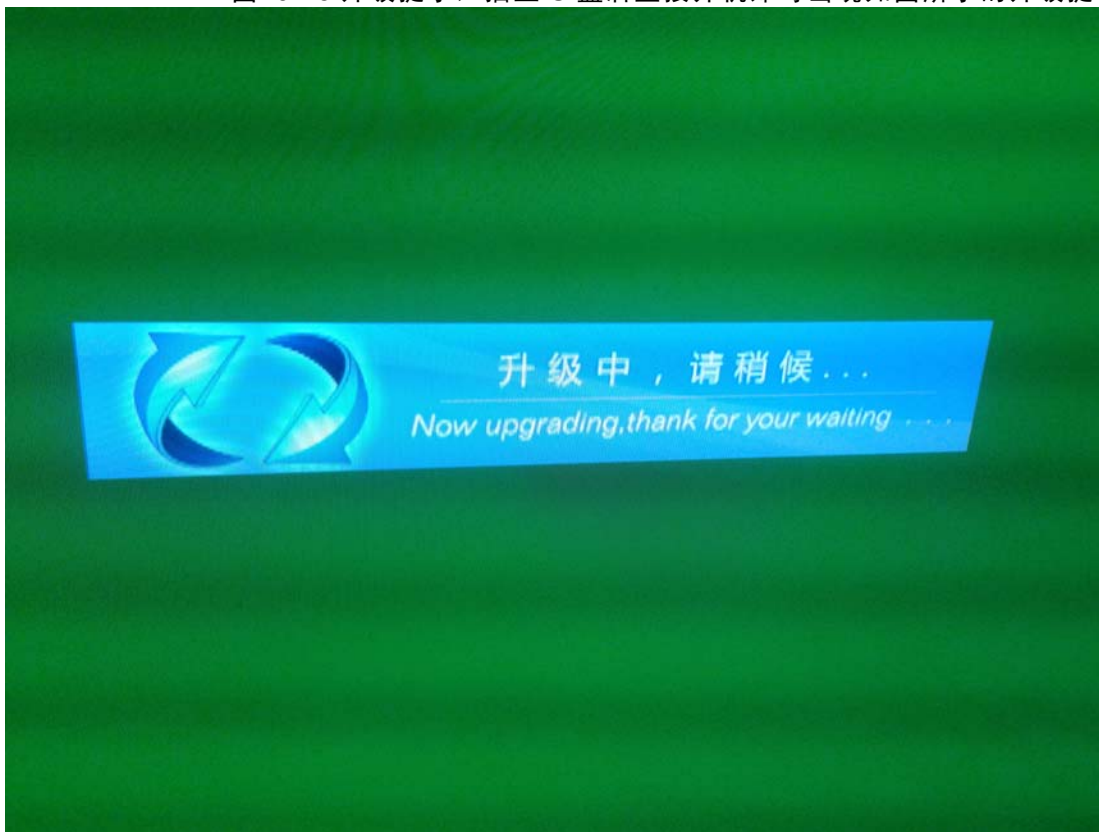 升级中，请稍候...
Now upgrading,thank for your waiting . . .